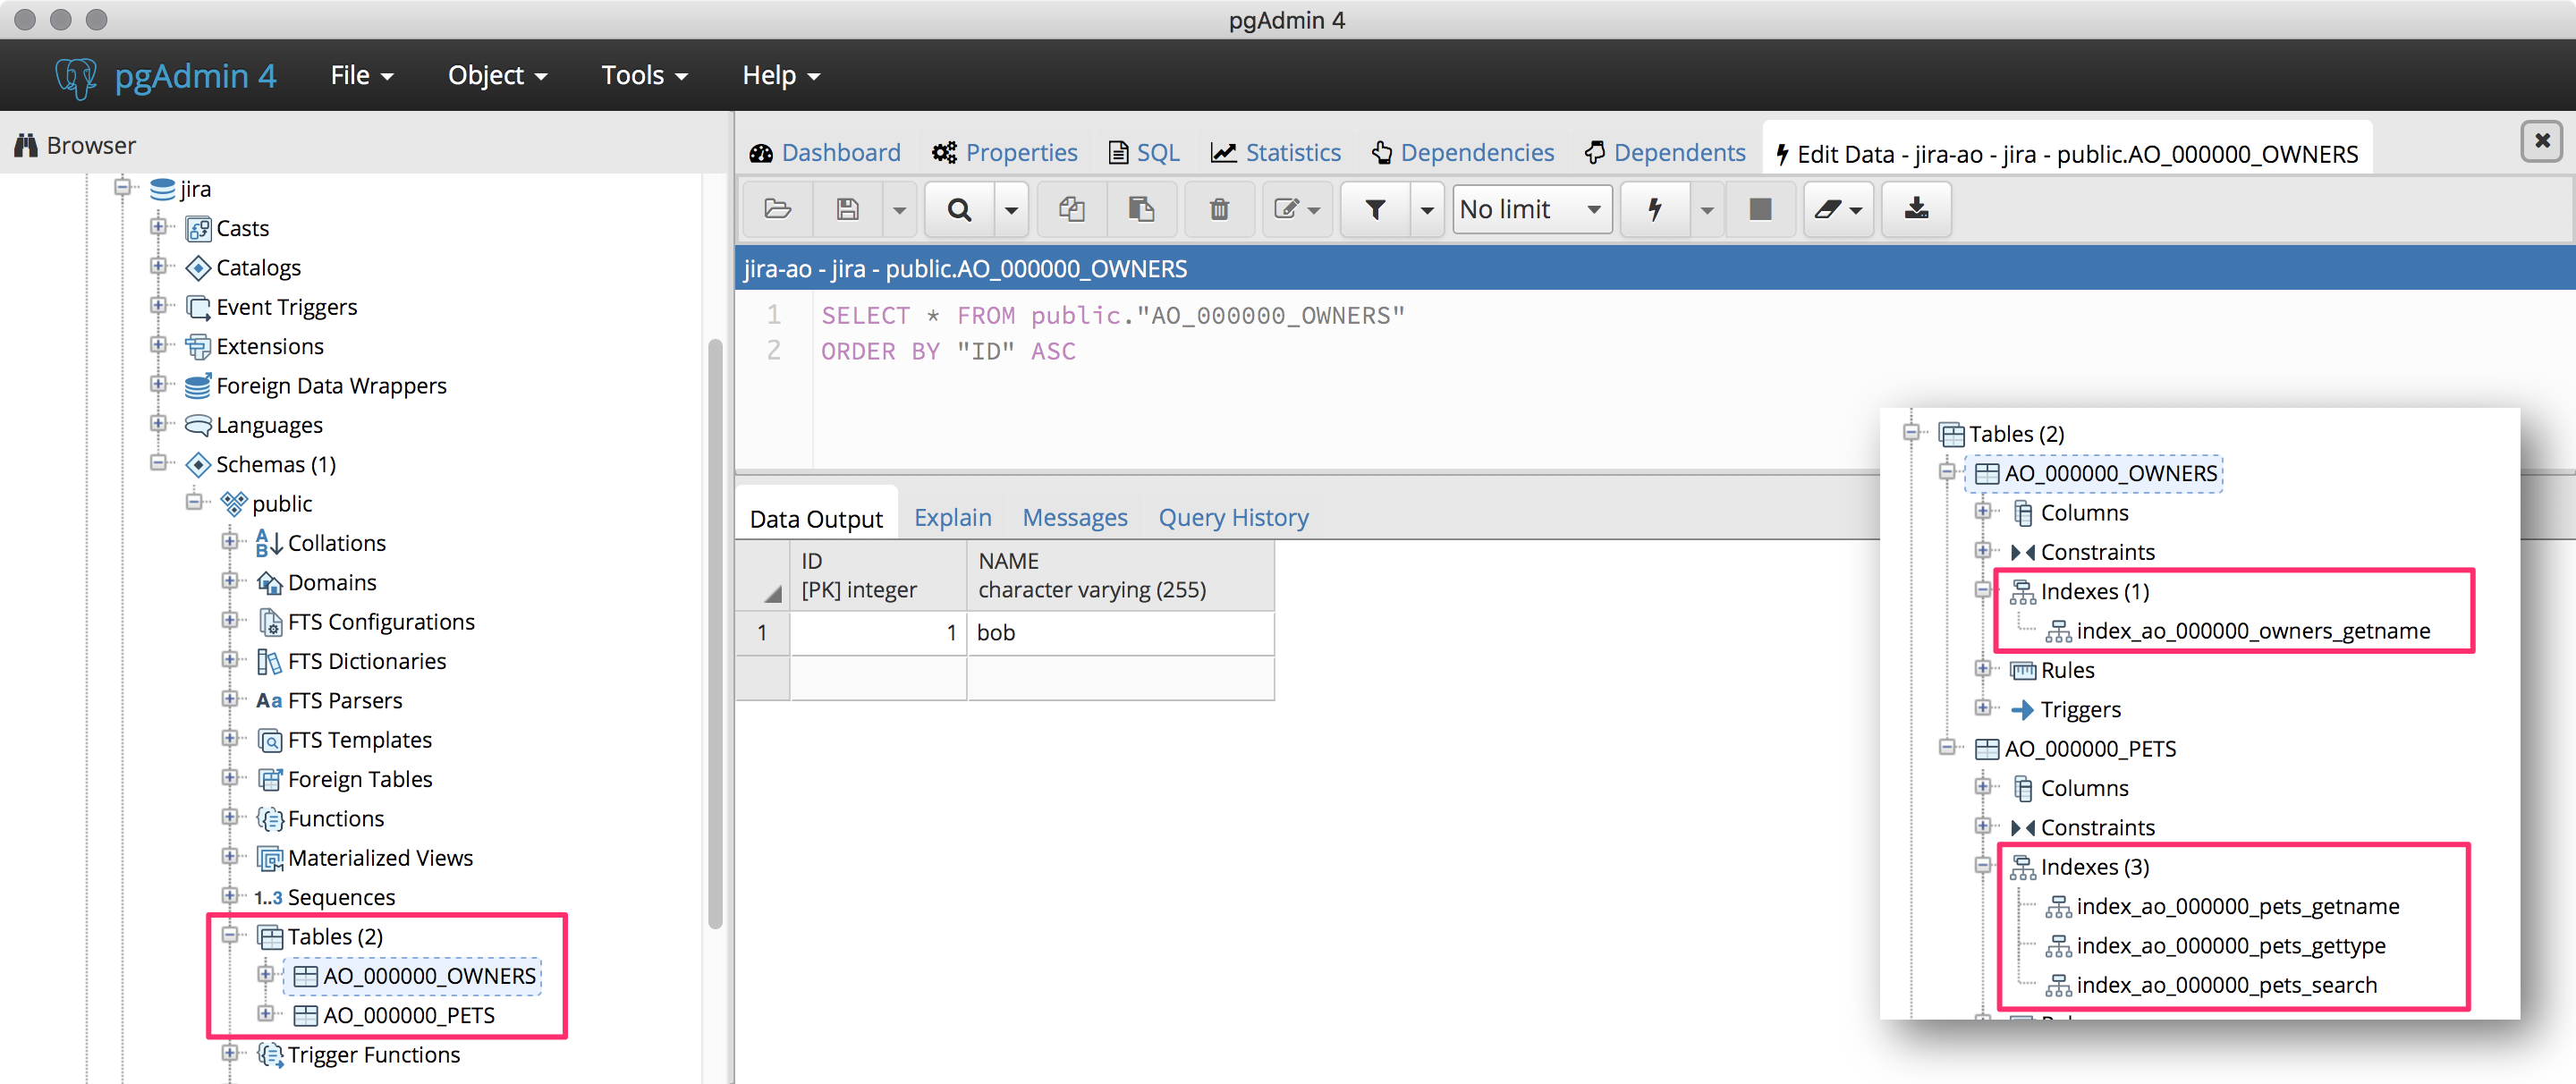 pgAdmin 4
pgAdmin 4 File Object Tools Help
Browser
jira
Casts
Catalogs
Event Triggers
Extensions
Foreign Data Wrappers
Languages
Schemas (1)
public
Collations
Domains
FTS Configurations
FTS Dictionaries
Aa FTS Parsers
FTS Templates
Foreign Tables
Functions
Materialized Views
1..3 Sequences
Tables (2)
AO_000000_OWNERS
AO_000000_PETS
Trigger Functions
Dashboard Properties SQL Statistics Dependencies Dependents Edit Data - jira-ao - jira - public.AO_000000_OWNERS
No limit
jira-ao - jira - public.AO_000000_OWNERS
1 SELECT * FROM public."AO_000000_OWNERS"
2 ORDER BY "ID" ASC
Data Output Explain Messages Query History
ID NAME
[PK] integer character varying (255)
1 1 bob
Tables (2)
AO_000000_OWNERS
Columns
Constraints
Indexes (1)
index_ao_000000_owners_getname
Rules
Triggers
AO_000000_PETS
Columns
Constraints
Indexes (3)
index_ao_000000_pets_getname
index_ao_000000_pets_gettype
index_ao_000000_pets_search